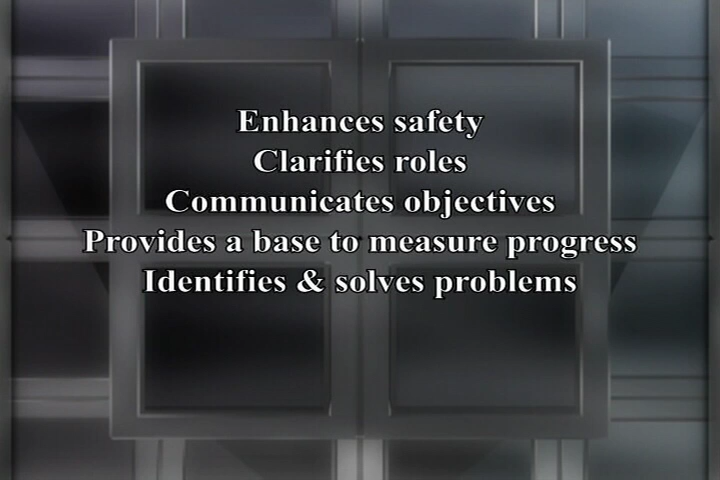 Enhances safety
Clarifies roles
Communicates objectives
Provides a base to measure progress
Identifies & solves problems